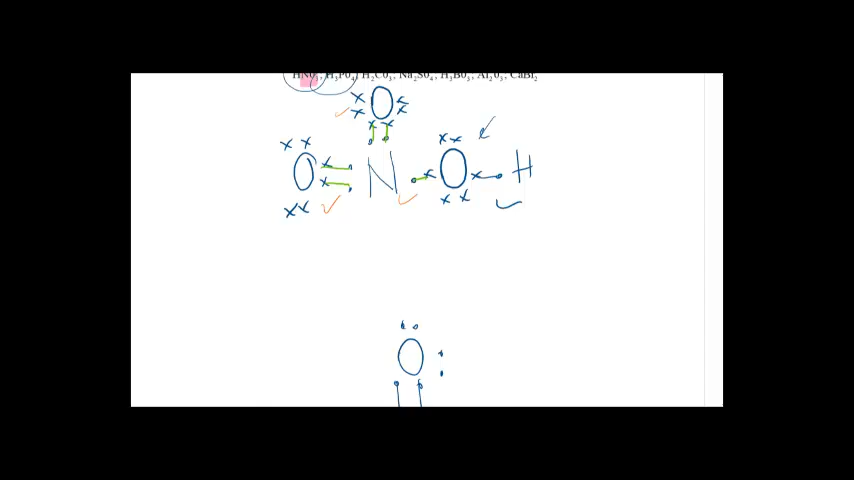 HNO3; H3Po4; H2Co3; Na2So4; H3Bo3; Al2o3; CaBr2
O
O N O H
O